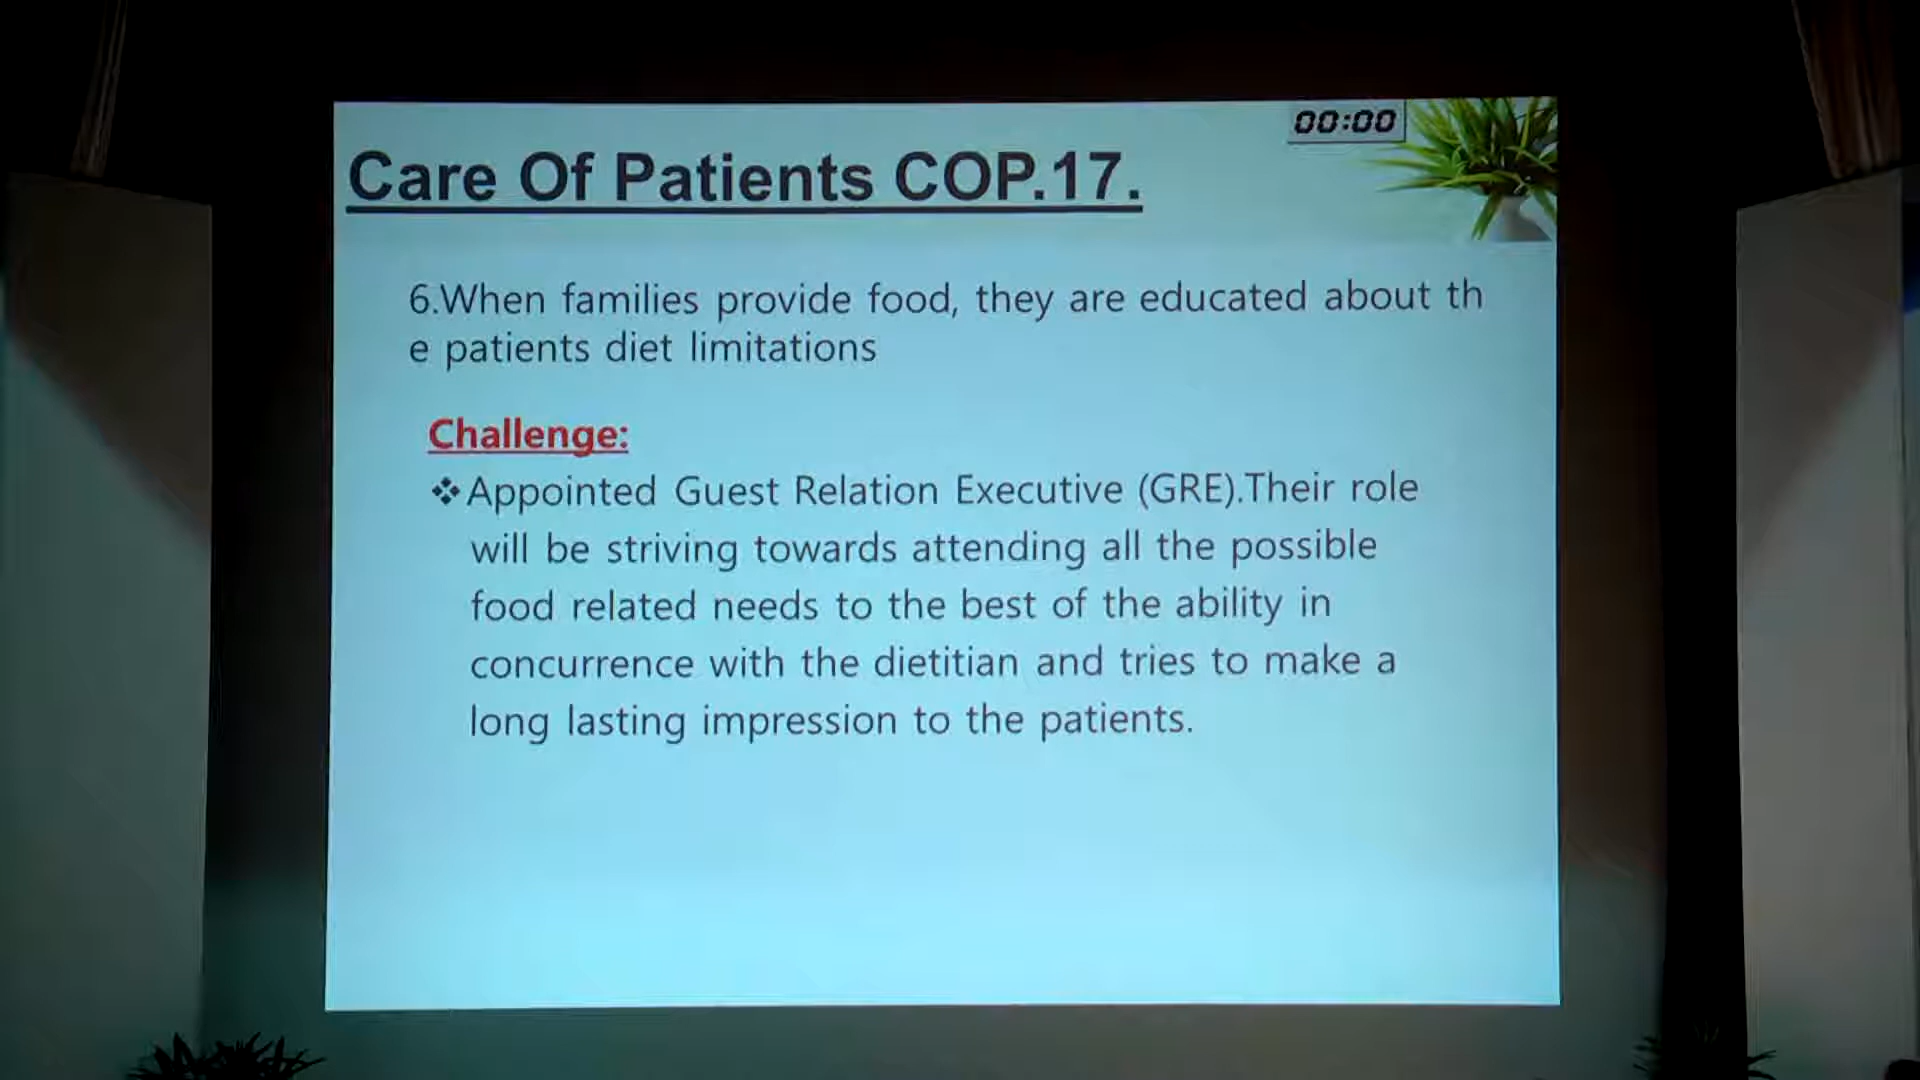 00:00
Care Of Patients COP.17.
6.When families provide food, they are educated about th
e patients diet limitations
Challenge:
❖Appointed Guest Relation Executive (GRE).Their role
will be striving towards attending all the possible
food related needs to the best of the ability in
concurrence with the dietitian and tries to make a
long lasting impression to the patients.